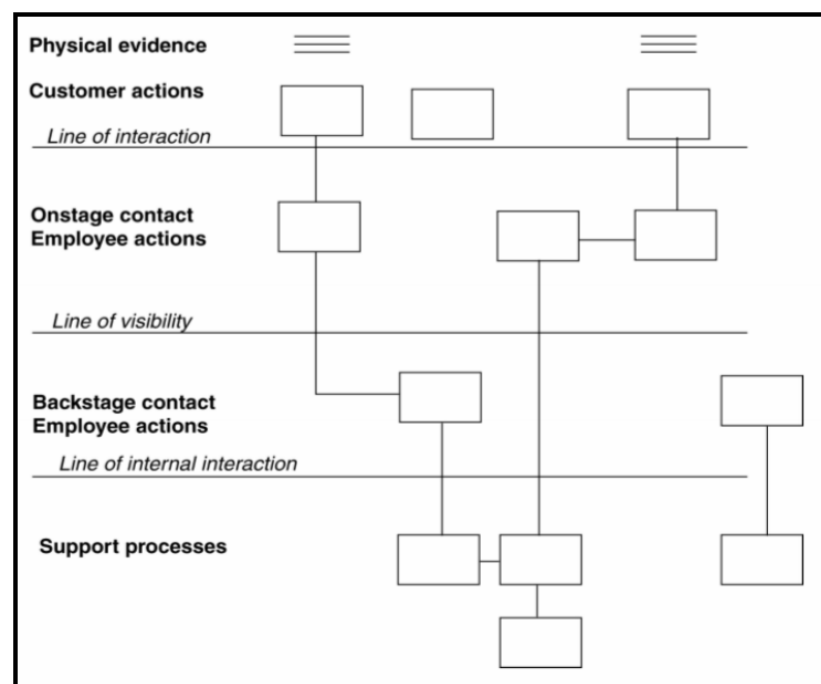 Physical evidence
Customer actions
Line of interaction
Onstage contact
Employee actions
Line of visibility
Backstage contact
Employee actions
Line of internal interaction
Support processes